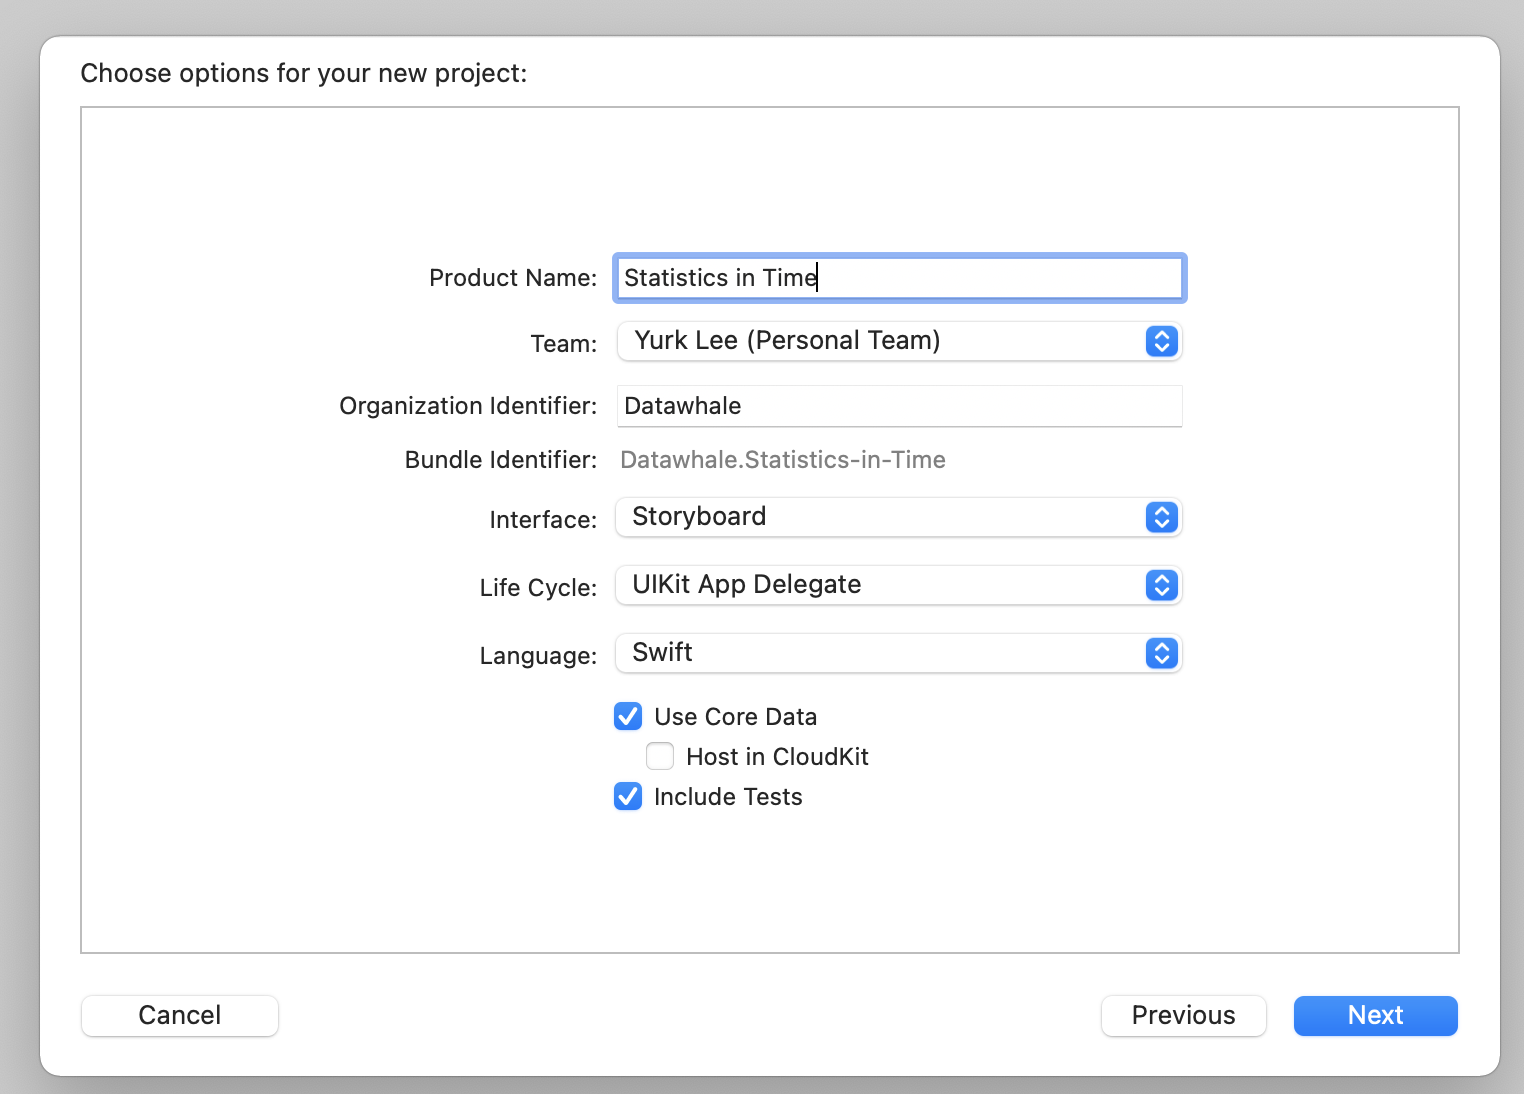 Choose options for your new project:
Product Name: Statistics in Time
Team: Yurk Lee (Personal Team)
Organization Identifier: Datawhale
Bundle Identifier: Datawhale.Statistics-in-Time
Interface: Storyboard
Life Cycle: UIKit App Delegate
Language: Swift
Use Core Data
Host in CloudKit
Include Tests
Cancel Previous Next